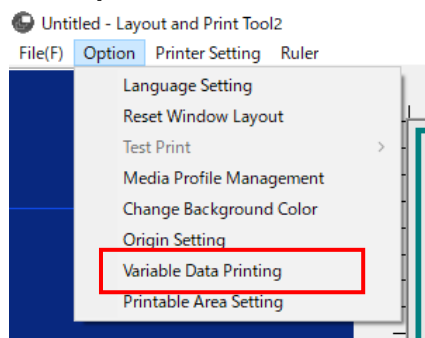 Untitled - Layout and Print Tool2
File(F) Option Printer Setting Ruler
Language Setting
Reset Window Layout
Test Print
Media Profile Management
Change Background Color
Origin Setting
Variable Data Printing
Printable Area Setting